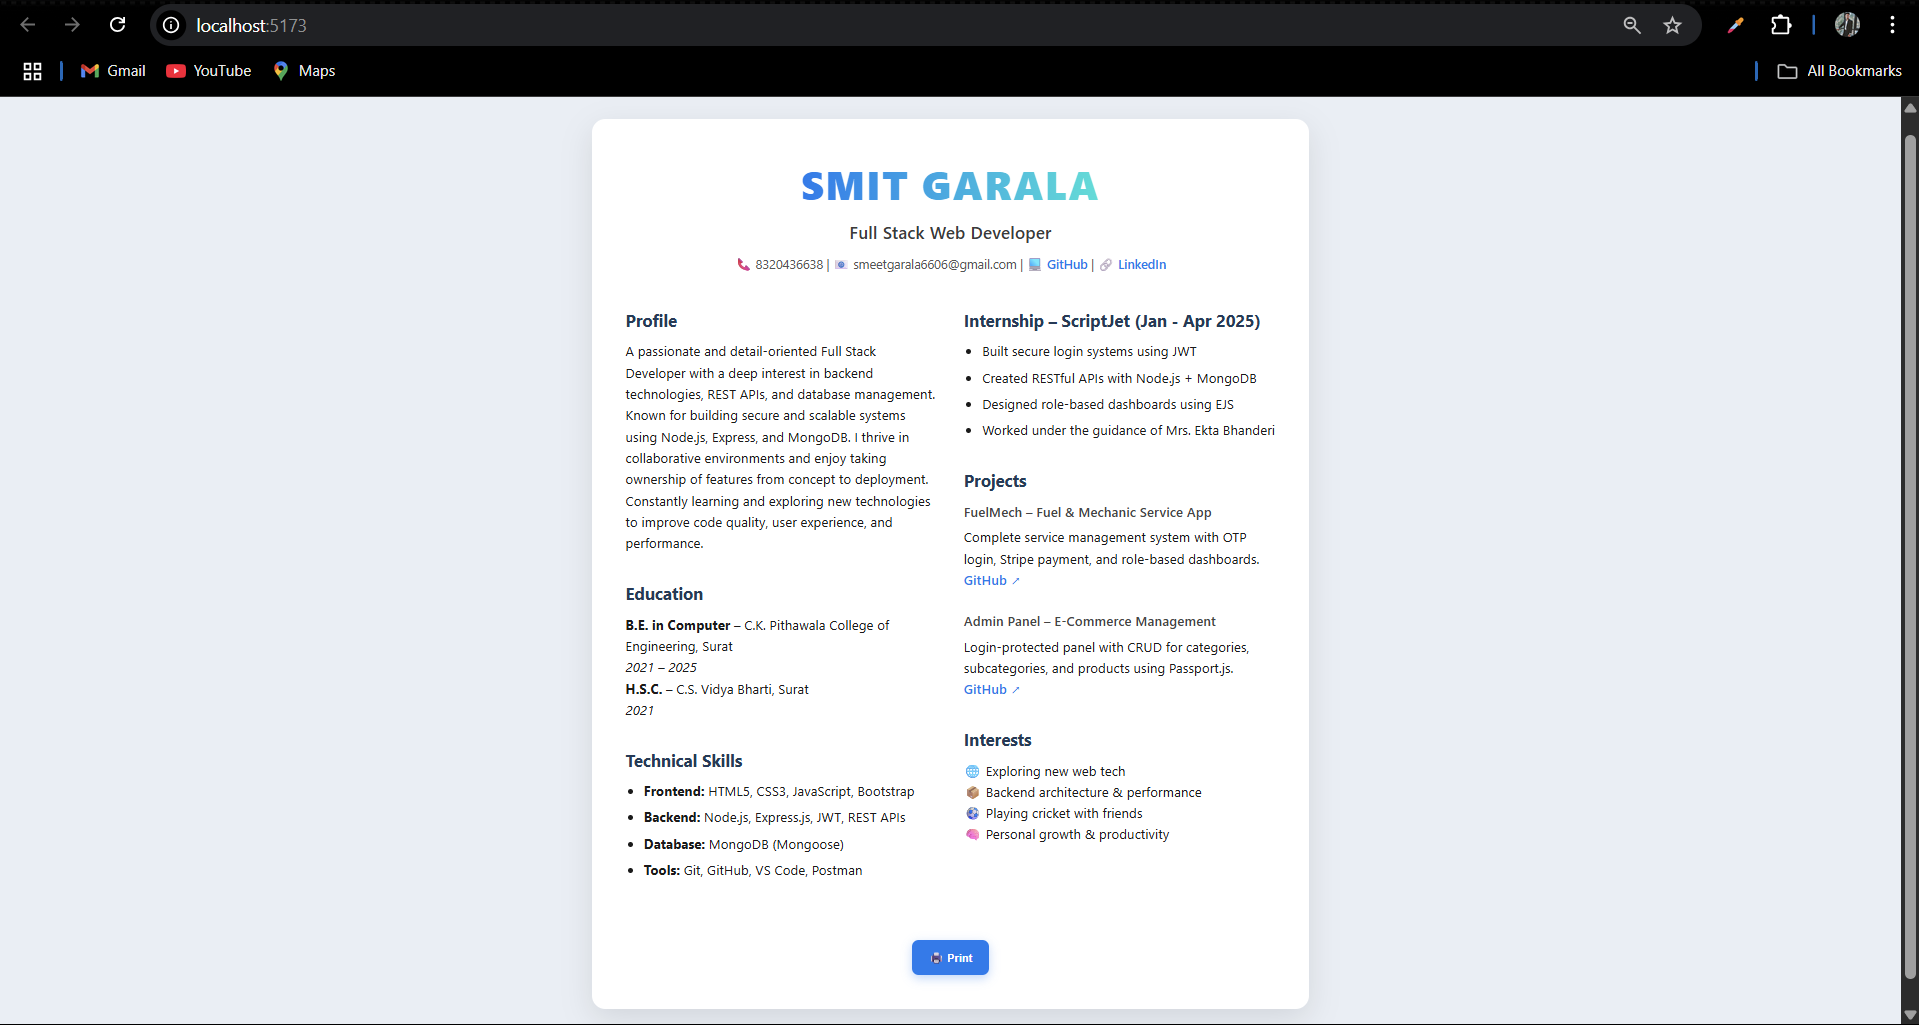 localhost:5173
Gmail
YouTube
Maps
All Bookmarks
SMIT GARALA
Full Stack Web Developer
8320436638 | smeetgarala6606@gmail.com | GitHub | LinkedIn
Profile
A passionate and detail-oriented Full Stack
Developer with a deep interest in backend
technologies, REST APIs, and database management.
Known for building secure and scalable systems
using Node.js, Express, and MongoDB. I thrive in
collaborative environments and enjoy taking
ownership of features from concept to deployment.
Constantly learning and exploring new technologies
to improve code quality, user experience, and
performance.
Education
B.E. in Computer – C.K. Pithawala College of
Engineering, Surat
2021 – 2025
H.S.C. – C.S. Vidya Bharti, Surat
2021
Technical Skills
• Frontend: HTML5, CSS3, JavaScript, Bootstrap
• Backend: Node.js, Express.js, JWT, REST APIs
• Database: MongoDB (Mongoose)
• Tools: Git, GitHub, VS Code, Postman
Internship – ScriptJet (Jan - Apr 2025)
• Built secure login systems using JWT
• Created RESTful APIs with Node.js + MongoDB
• Designed role-based dashboards using EJS
• Worked under the guidance of Mrs. Ekta Bhanderi
Projects
FuelMech – Fuel & Mechanic Service App
Complete service management system with OTP
login, Stripe payment, and role-based dashboards.
GitHub ↗
Admin Panel – E-Commerce Management
Login-protected panel with CRUD for categories,
subcategories, and products using Passport.js.
GitHub ↗
Interests
Exploring new web tech
Backend architecture & performance
Playing cricket with friends
Personal growth & productivity
Print